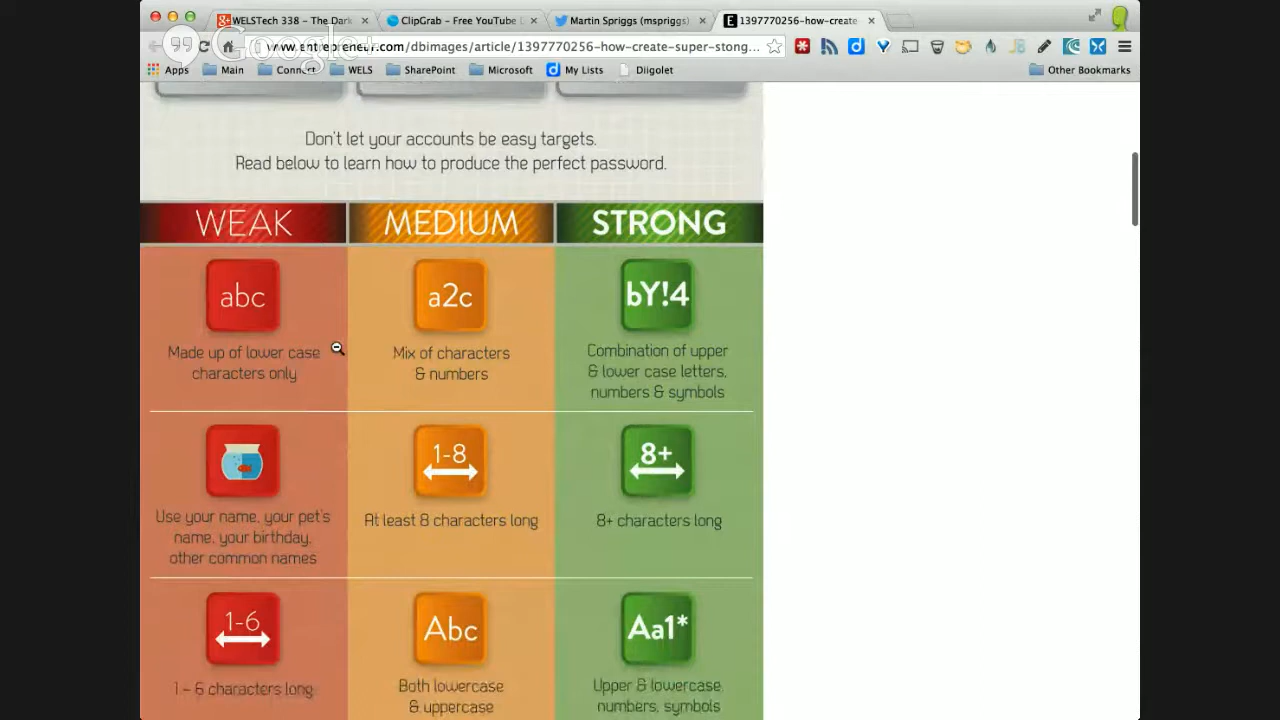 WELSTech 338 – The Dark
ClipGrab – Free YouTube
Martin Spriggs (mspriggs)
1397770256-how-create
Google+
www.entrepreneur.com/dbimages/article/1397770256-how-create-super-stong...
Apps Main Connect WELS SharePoint Microsoft My Lists Diigolet Other Bookmarks
Don't let your accounts be easy targets.
Read below to learn how to produce the perfect password.
WEAK MEDIUM STRONG
abc a2c bY!4
Made up of lower case
characters only
Mix of characters
& numbers
Combination of upper
& lower case letters,
numbers & symbols
1-8 8+
Use your name, your pet's
name, your birthday,
other common names
At least 8 characters long
8+ characters long
1-6 Abc Aa1*
1 – 6 characters long
Both lowercase
& uppercase
Upper & lowercase,
numbers, symbols